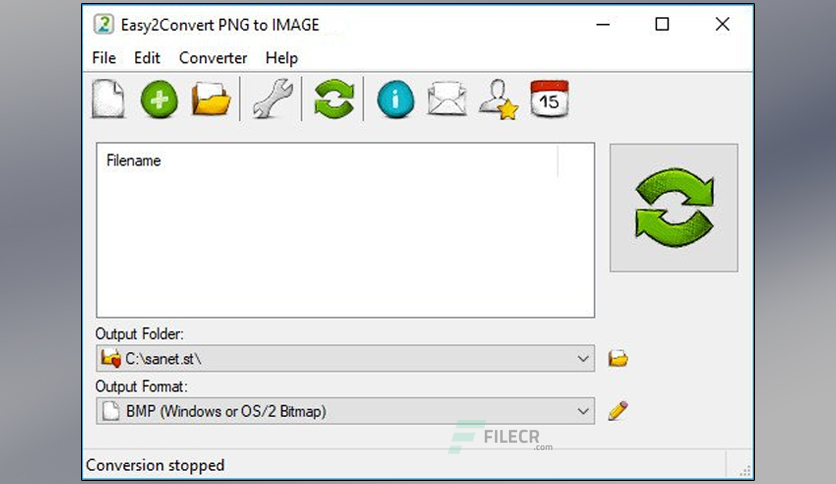 Easy2Convert PNG to IMAGE
File Edit Converter Help
15
Filename
Output Folder:
C:\sanet.st\
Output Format:
BMP (Windows or OS/2 Bitmap)
FILECR
.com
Conversion stopped